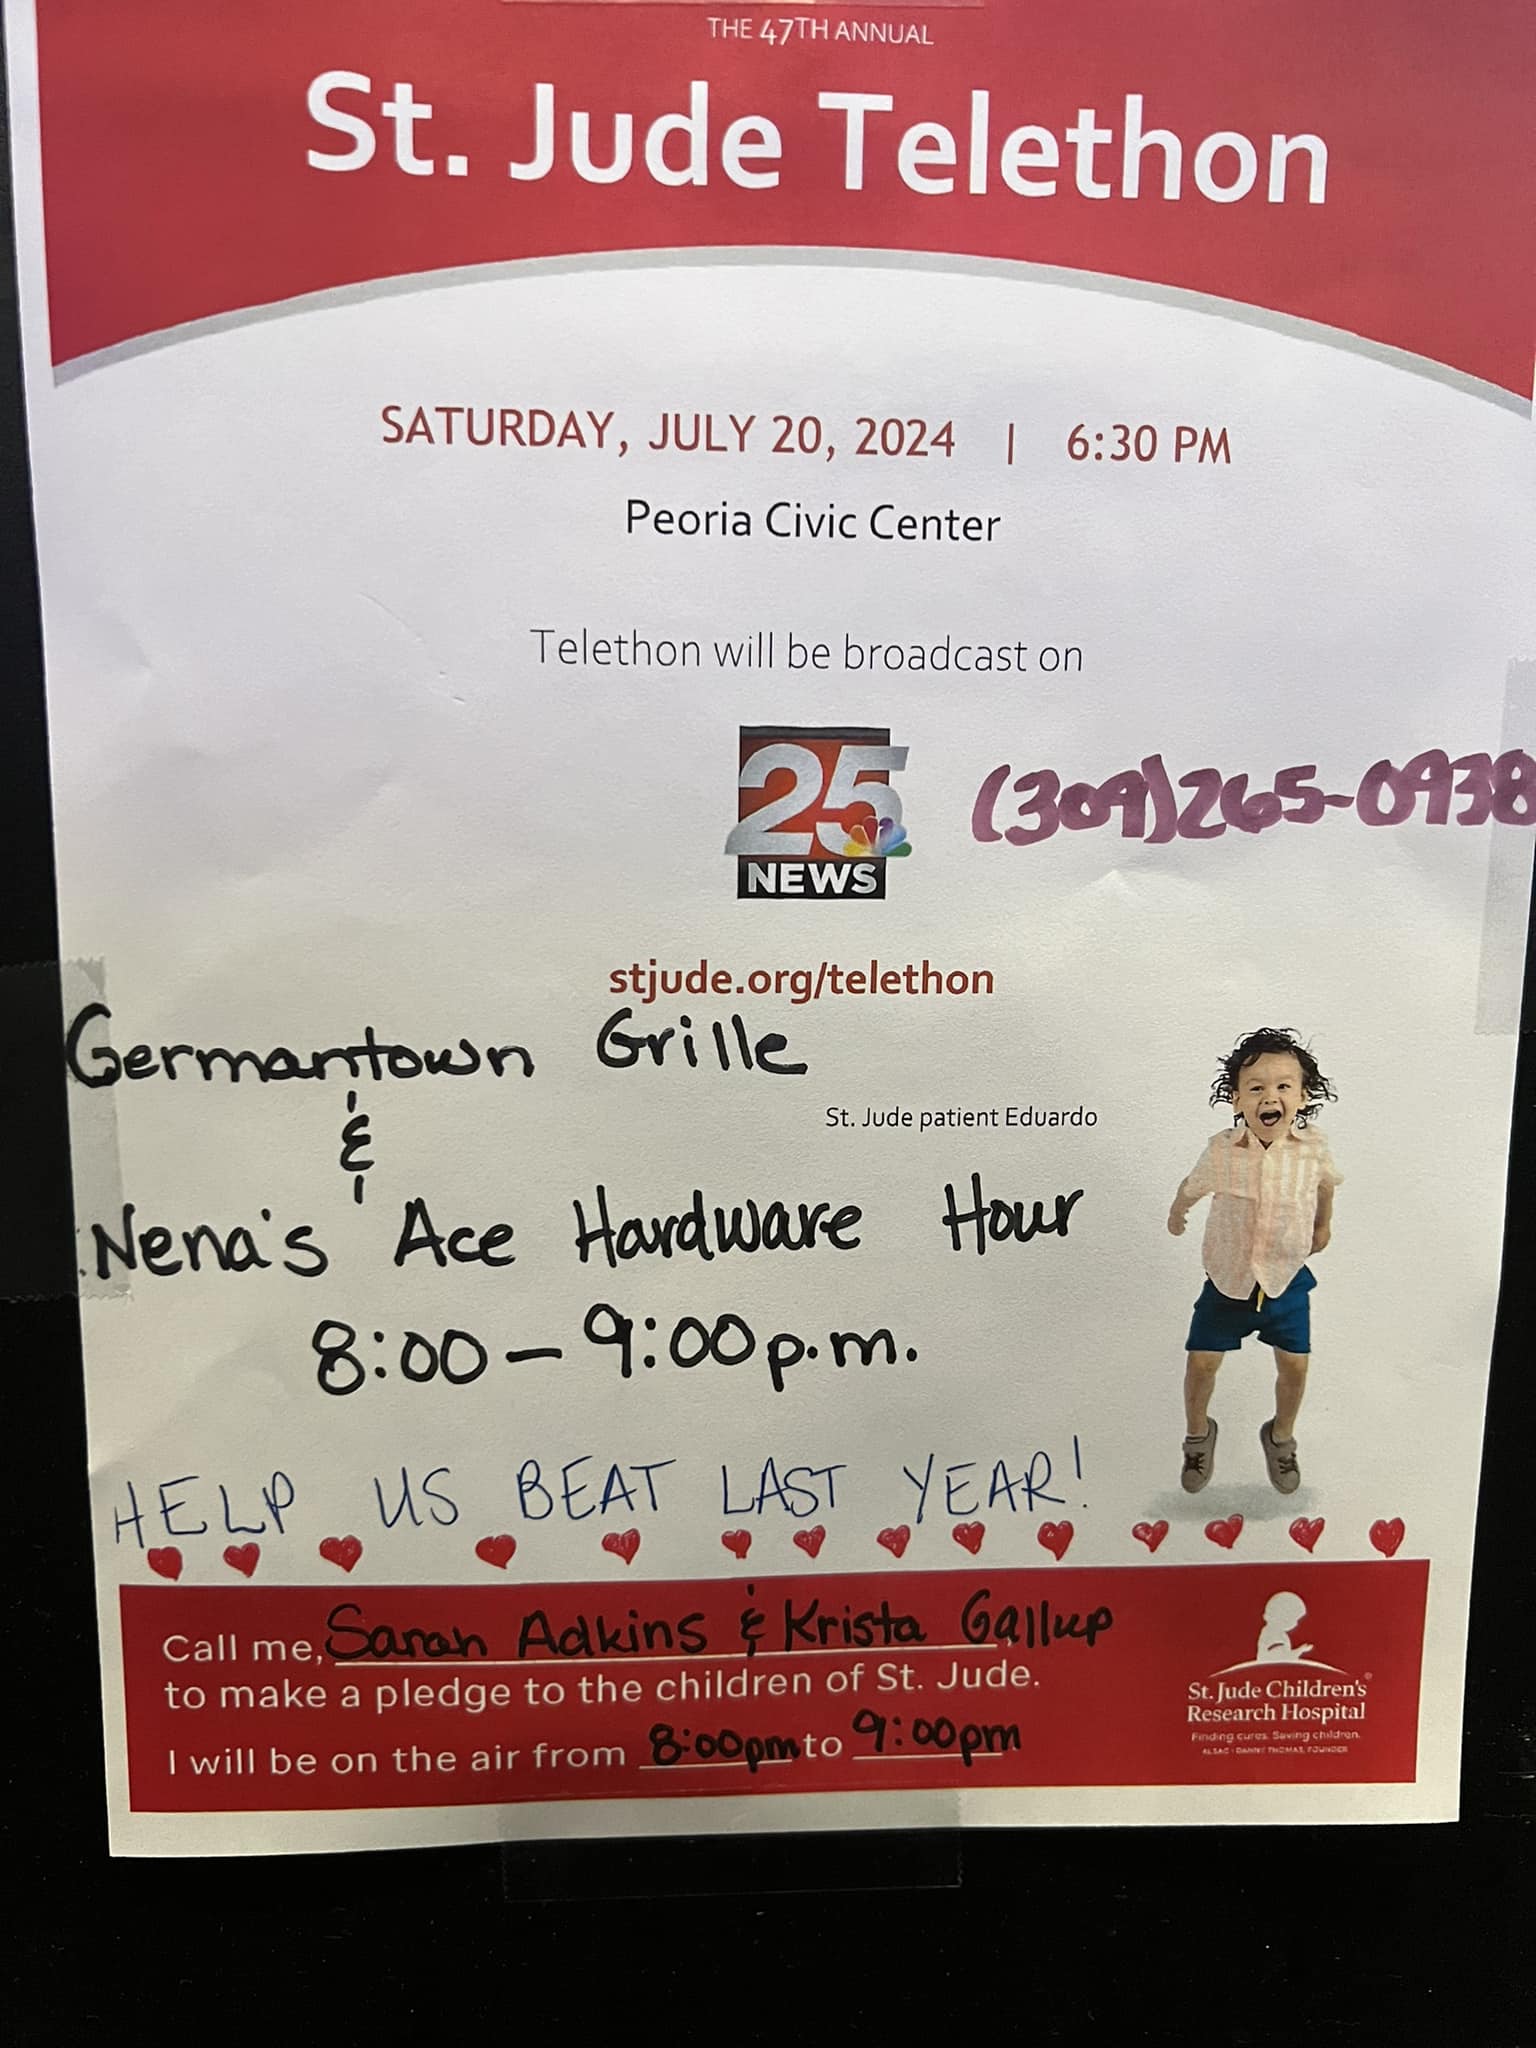 THE 47TH ANNUAL
St. Jude Telethon
SATURDAY, JULY 20, 2024 | 6:30 PM
Peoria Civic Center
Telethon will be broadcast on
25
NEWS
(309)265-0938
stjude.org/telethon
Germantown Grille
St. Jude patient Eduardo
&
Nena's Ace Hardware Hour
8:00 – 9:00 p.m.
HELP US BEAT LAST YEAR!
Call me, Sarah Adkins & Krista Gallup
to make a pledge to the children of St. Jude.
I will be on the air from 8:00pm to 9:00pm
St. Jude Children's®
Research Hospital
Finding cures. Saving children.
ALSAC • DANNY THOMAS, FOUNDER